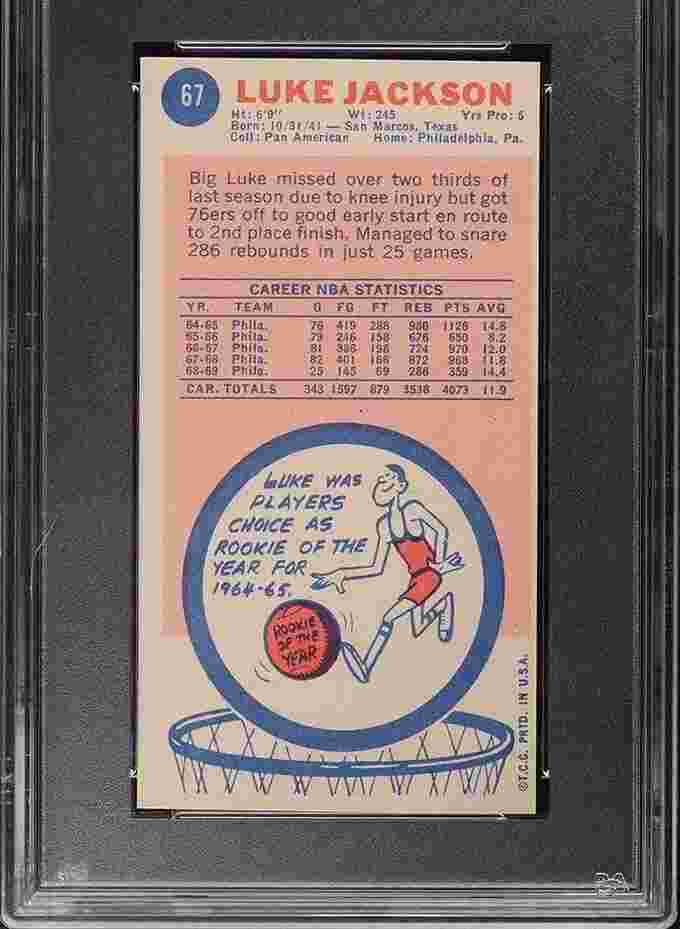 67
LUKE JACKSON
Ht: 6'9" Wt: 245 Yrs Pro: 5
Born: 10/31/41 — San Marcos, Texas
Coll: Pan American Home: Philadelphia, Pa.
Big Luke missed over two thirds of
last season due to knee injury but got
76ers off to good early start en route
to 2nd place finish. Managed to snare
286 rebounds in just 25 games.
CAREER NBA STATISTICS
YR. TEAM G FG FT REB PTS AVG
64-65 Phila. 76 419 288 980 1126 14.8
65-66 Phila. 79 246 158 676 650 8.2
66-67 Phila. 81 386 198 724 970 12.0
67-68 Phila. 82 401 166 872 968 11.8
68-69 Phila. 25 145 69 286 359 14.4
CAR. TOTALS 343 1597 879 3538 4073 11.9
LUKE WAS
PLAYERS
CHOICE AS
ROOKIE OF THE
YEAR FOR
1964-65.
ROOKIE
OF THE
YEAR
©T.C.C. PRTD. IN U.S.A.